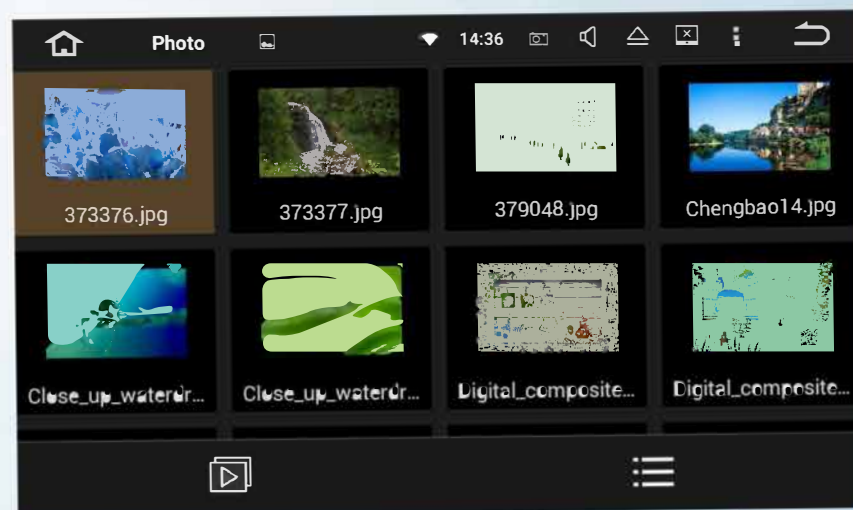 Photo
14:36
373376.jpg
373377.jpg
379048.jpg
Chengbao14.jpg
Close_up_waterdr...
Close_up_waterdr...
Digital_composite...
Digital_composite...